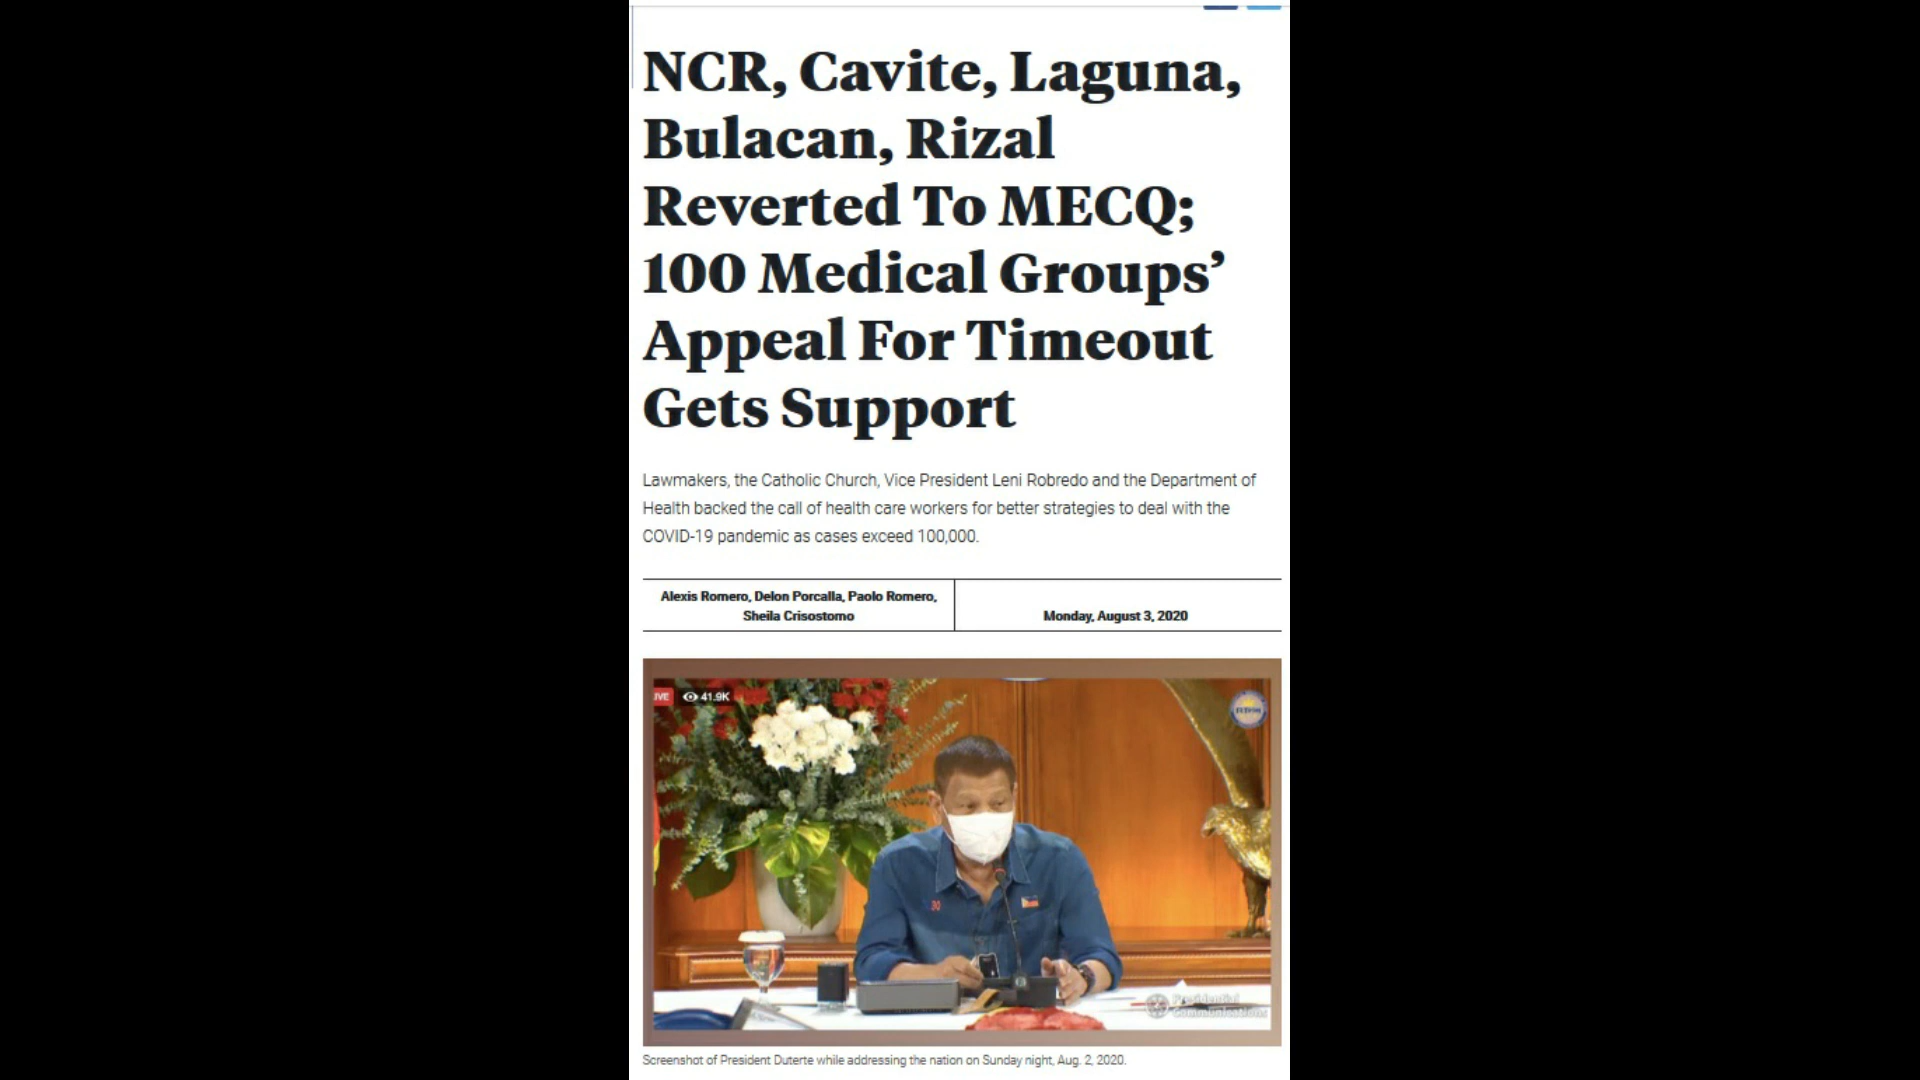 NCR, Cavite, Laguna,
Bulacan, Rizal
Reverted To MECQ;
100 Medical Groups’
Appeal For Timeout
Gets Support
Lawmakers, the Catholic Church, Vice President Leni Robredo and the Department of
Health backed the call of health care workers for better strategies to deal with the
COVID-19 pandemic as cases exceed 100,000.
Alexis Romero, Delon Porcalla, Paolo Romero,
Sheila Crisostomo
Monday, August 3, 2020
IVE 41.9K
RTVM
Presidential
Communications
Screenshot of President Duterte while addressing the nation on Sunday night, Aug. 2, 2020.